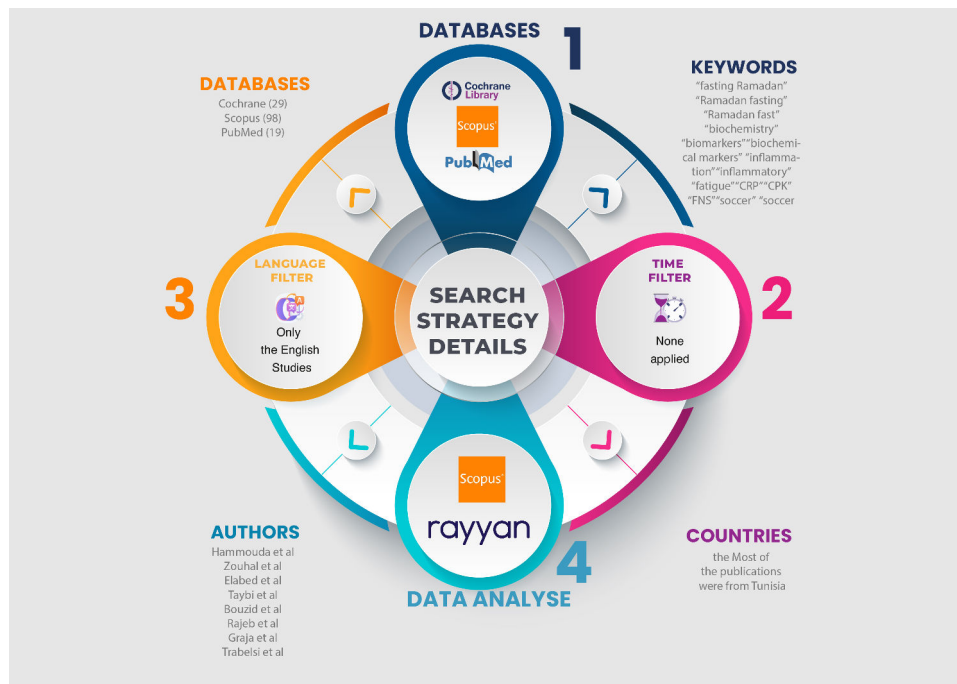 DATABASES
1
Cochrane
Library
Scopus
PubMed
DATABASES
Cochrane (29)
Scopus (98)
PubMed (19)
KEYWORDS
“fasting Ramadan”
“Ramadan fasting”
“Ramadan fast”
“biochemistry”
“biomarkers”“biochemi-
cal markers” “inflamma-
tion”“inflammatory”
“fatigue”“CRP”“CPK”
“FNS”“soccer” “soccer
3
LANGUAGE
FILTER
Only
the English
Studies
SEARCH
STRATEGY
DETAILS
TIME
FILTER
None
applied
2
Scopus
rayyan
4
DATA ANALYSE
AUTHORS
Hammouda et al
Zouhal et al
Elabed et al
Taybi et al
Bouzid et al
Rajeb et al
Graja et al
Trabelsi et al
COUNTRIES
the Most of
the publications
were from Tunisia